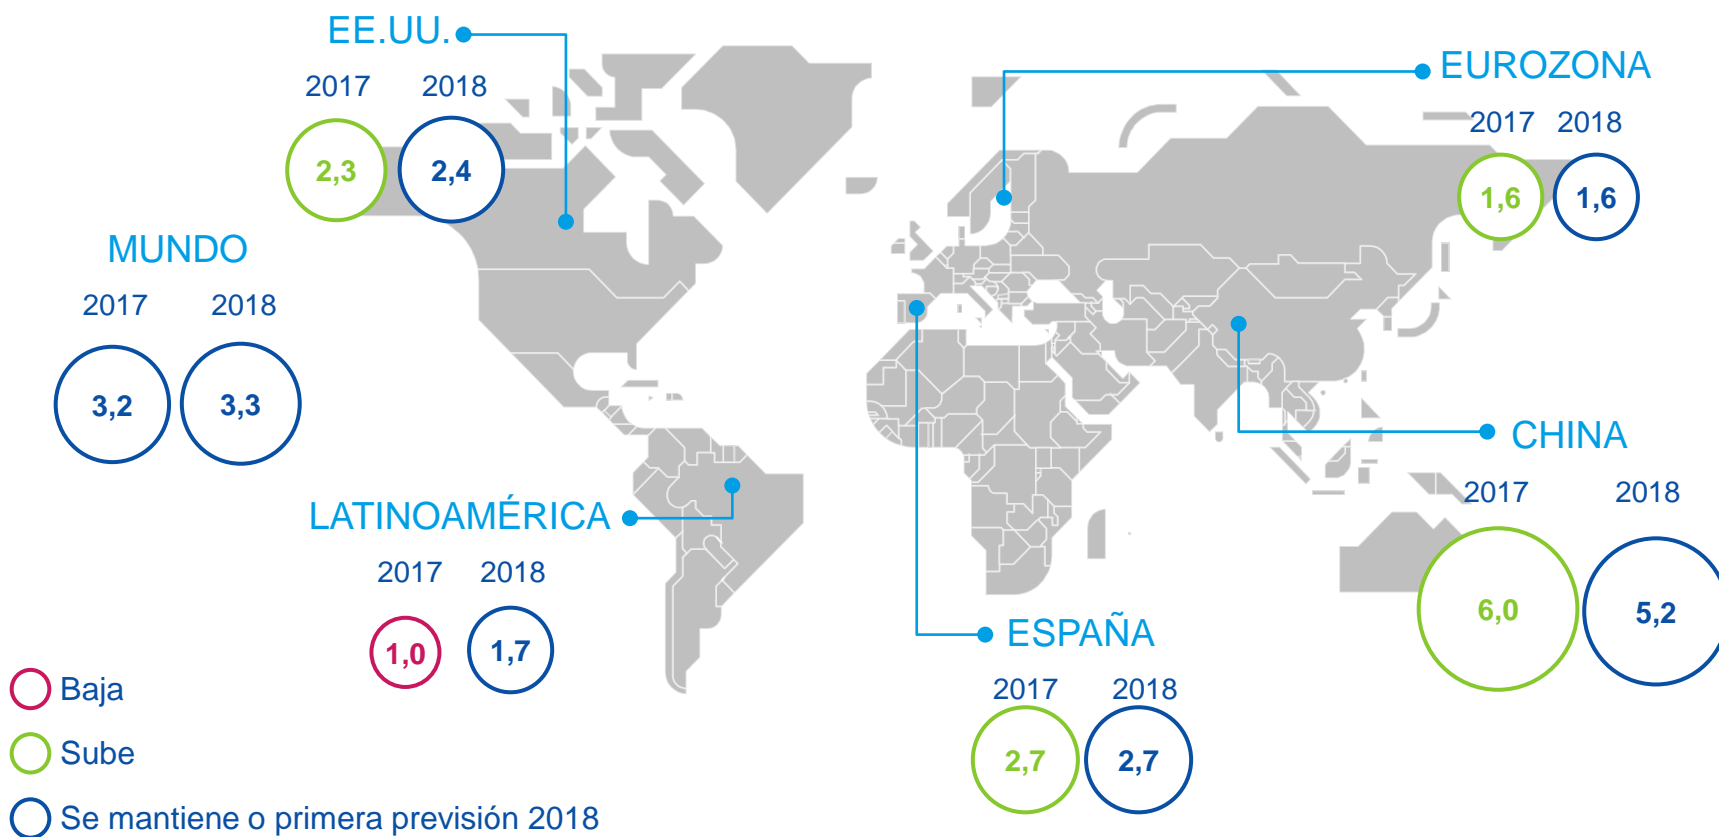 EE.UU.
2017 2018
2,3 2,4
EUROZONA
2017 2018
1,6 1,6
MUNDO
2017 2018
3,2 3,3
CHINA
2017 2018
6,0 5,2
LATINOAMÉRICA
2017 2018
1,0 1,7
ESPAÑA
2017 2018
2,7 2,7
Baja
Sube
Se mantiene o primera previsión 2018